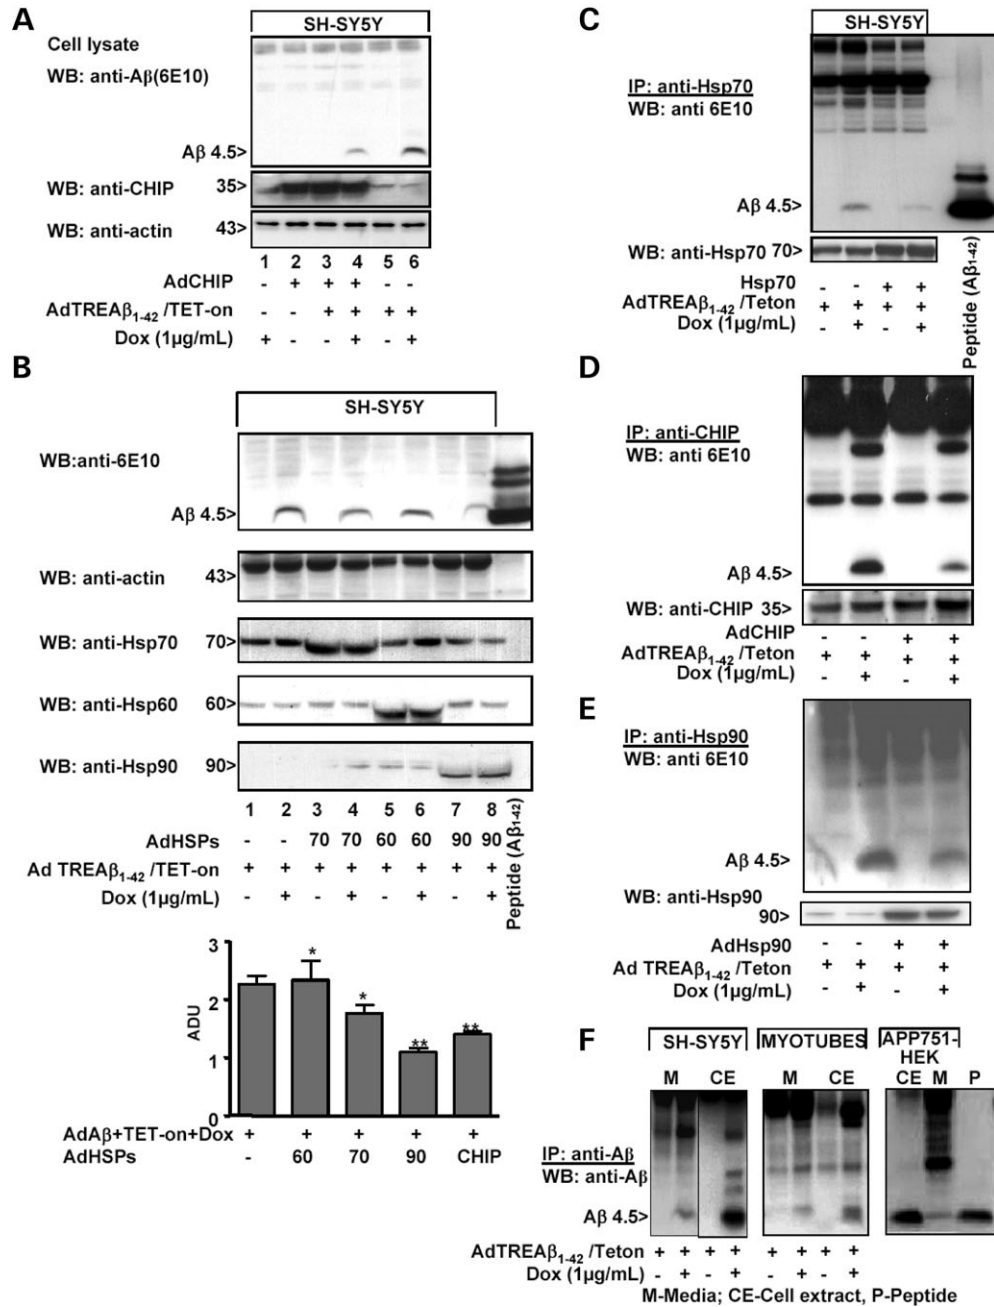 A
SH-SY5Y
Cell lysate
WB: anti-Aβ(6E10)
Aβ 4.5>
WB: anti-CHIP 35>
WB: anti-actin 43>
1 2 3 4 5 6
AdCHIP - + + + - -
AdTREAβ1-42 /TET-on - - + + + +
Dox (1µg/mL) + - - + - +
B
SH-SY5Y
WB:anti-6E10
Aβ 4.5>
WB: anti-actin 43>
WB: anti-Hsp70 70>
WB: anti-Hsp60 60>
WB: anti-Hsp90 90>
1 2 3 4 5 6 7 8
AdHSPs - - 70 70 60 60 90 90
Ad TREAβ1-42 /TET-on + + + + + + + +
Dox (1µg/mL) - + - + - + - +
Peptide (Aβ1-42)
3
2
1
0
ADU
* * ** **
AdAβ+TET-on+Dox + + + + +
AdHSPs - 60 70 90 CHIP
C
SH-SY5Y
IP: anti-Hsp70
WB: anti 6E10
Aβ 4.5>
WB: anti-Hsp70 70>
Hsp70 - - + +
AdTREAβ1-42 /Teton + + + +
Dox (1µg/mL) - + - +
Peptide (Aβ1-42)
D
IP: anti-CHIP
WB: anti 6E10
Aβ 4.5>
WB: anti-CHIP 35>
AdCHIP - - + +
AdTREAβ1-42 /Teton + + + +
Dox (1µg/mL) - + - +
E
IP: anti-Hsp90
WB: anti 6E10
Aβ 4.5>
WB: anti-Hsp90
90>
AdHsp90 - - + +
Ad TREAβ1-42 /Teton + + + +
Dox (1µg/mL) - + - +
F
SH-SY5Y MYOTUBES APP751-
HEK
M CE M CE CE M P
IP: anti-Aβ
WB: anti-Aβ
Aβ 4.5>
AdTREAβ1-42 /Teton + + + + + + + +
Dox (1µg/mL) - + - + - + - +
M-Media; CE-Cell extract, P-Peptide